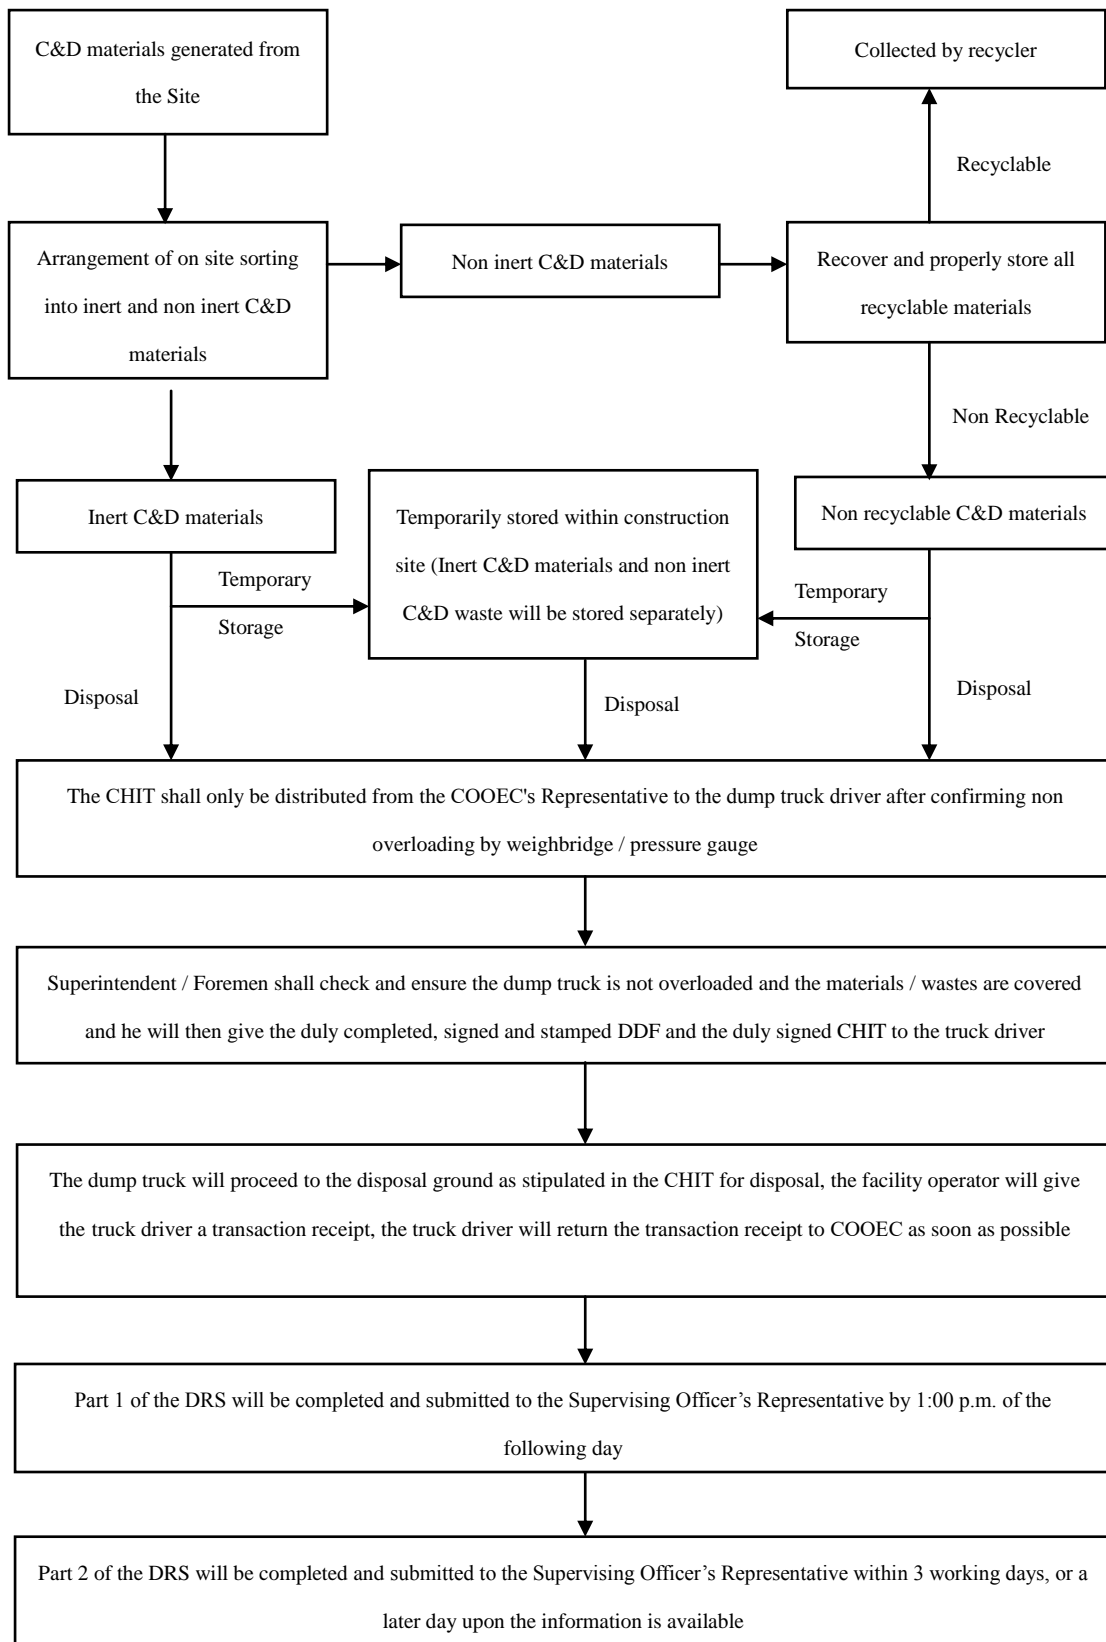 C&D materials generated from
the Site
Collected by recycler
Recyclable
Arrangement of on site sorting
into inert and non inert C&D
materials
Non inert C&D materials
Recover and properly store all
recyclable materials
Non Recyclable
Inert C&D materials
Temporarily stored within construction
site (Inert C&D materials and non inert
C&D waste will be stored separately)
Non recyclable C&D materials
Temporary
Storage
Temporary
Storage
Disposal
Disposal
Disposal
The CHIT shall only be distributed from the COOEC's Representative to the dump truck driver after confirming non
overloading by weighbridge / pressure gauge
Superintendent / Foremen shall check and ensure the dump truck is not overloaded and the materials / wastes are covered
and he will then give the duly completed, signed and stamped DDF and the duly signed CHIT to the truck driver
The dump truck will proceed to the disposal ground as stipulated in the CHIT for disposal, the facility operator will give
the truck driver a transaction receipt, the truck driver will return the transaction receipt to COOEC as soon as possible
Part 1 of the DRS will be completed and submitted to the Supervising Officer’s Representative by 1:00 p.m. of the
following day
Part 2 of the DRS will be completed and submitted to the Supervising Officer’s Representative within 3 working days, or a
later day upon the information is available